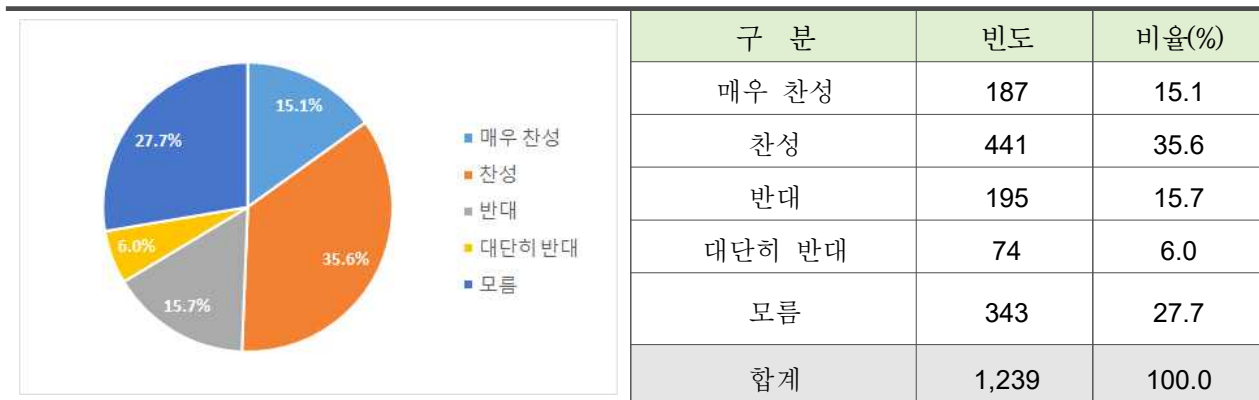 15.1%
27.7%
6.0%
35.6%
15.7%
매우 찬성
찬성
반대
대단히 반대
모름
구 분 빈도 비율(%)
매우 찬성 187 15.1
찬성 441 35.6
반대 195 15.7
대단히 반대 74 6.0
모름 343 27.7
합계 1,239 100.0